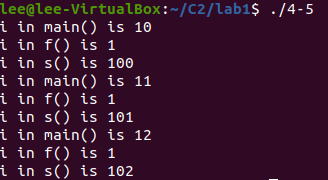 lee@lee-VirtualBox:~/C2/lab1$ ./4-5
i in main() is 10
i in f() is 1
i in s() is 100
i in main() is 11
i in f() is 1
i in s() is 101
i in main() is 12
i in f() is 1
i in s() is 102